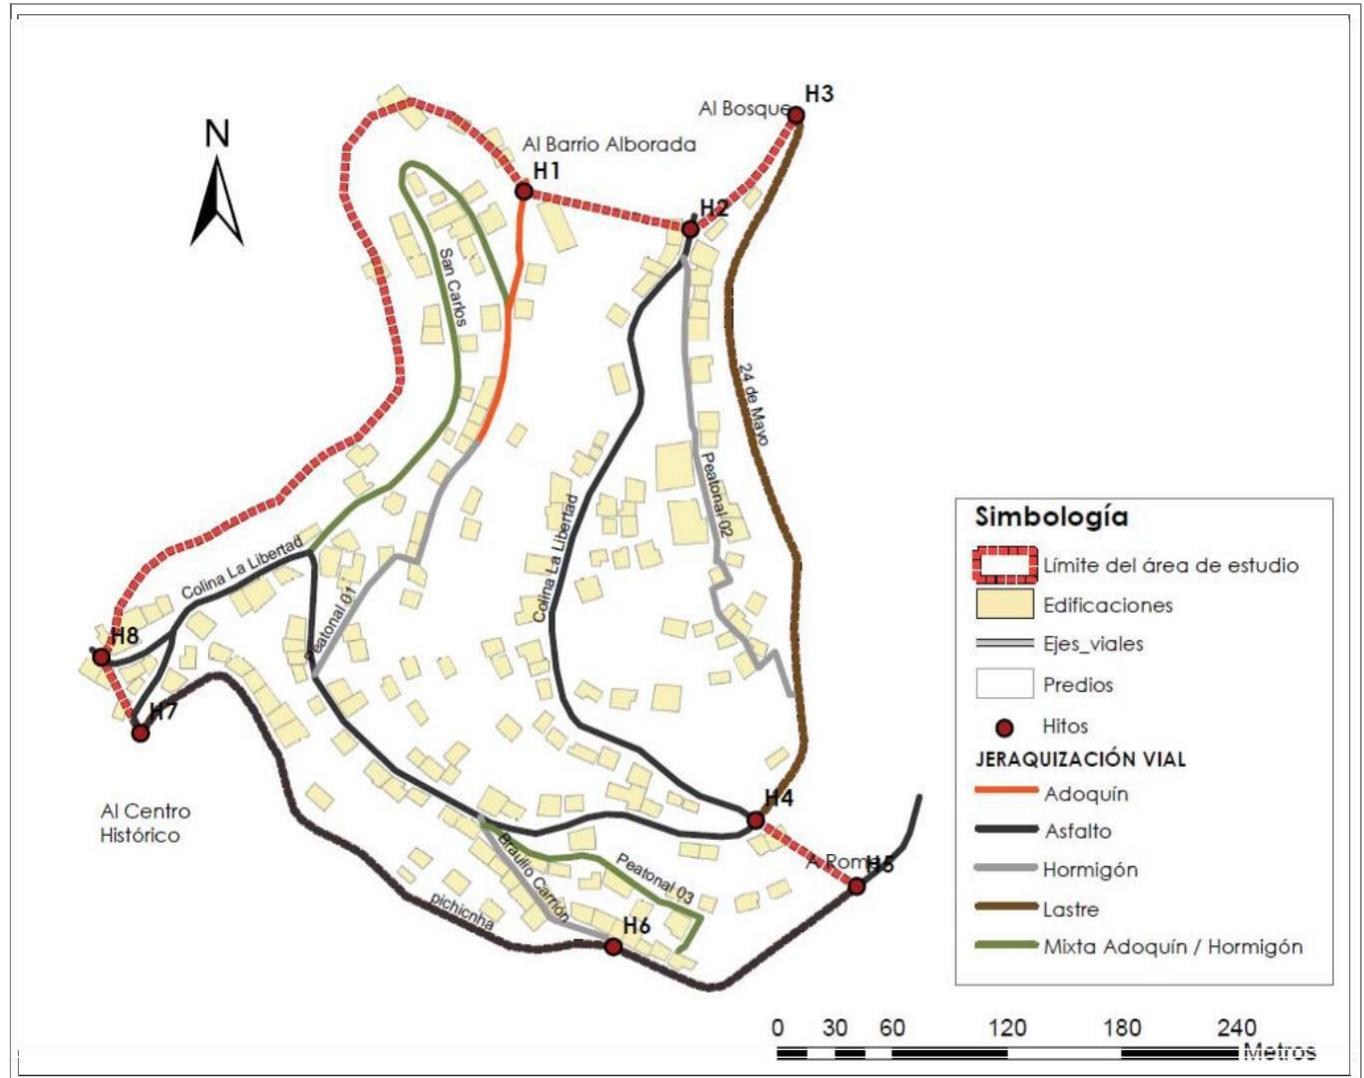 N
Al Bosque
H3
Al Barrio Alborada
H1
H2
San Carlos
24 de Mayo
Peatonal 02
Colina La Libertad
Colina La Libertad
Peatonal 01
H8
H7
H4
Al Centro
Histórico
Braulio Carrión
Peatonal 03
pichicnha
H6
H5
Simbología
Límite del área de estudio
Edificaciones
Ejes_viales
Predios
Hitos
JERAQUIZACIÓN VIAL
Adoquín
Asfalto
Hormigón
Lastre
Mixta Adoquín / Hormigón
0 30 60 120 180 240
Metros